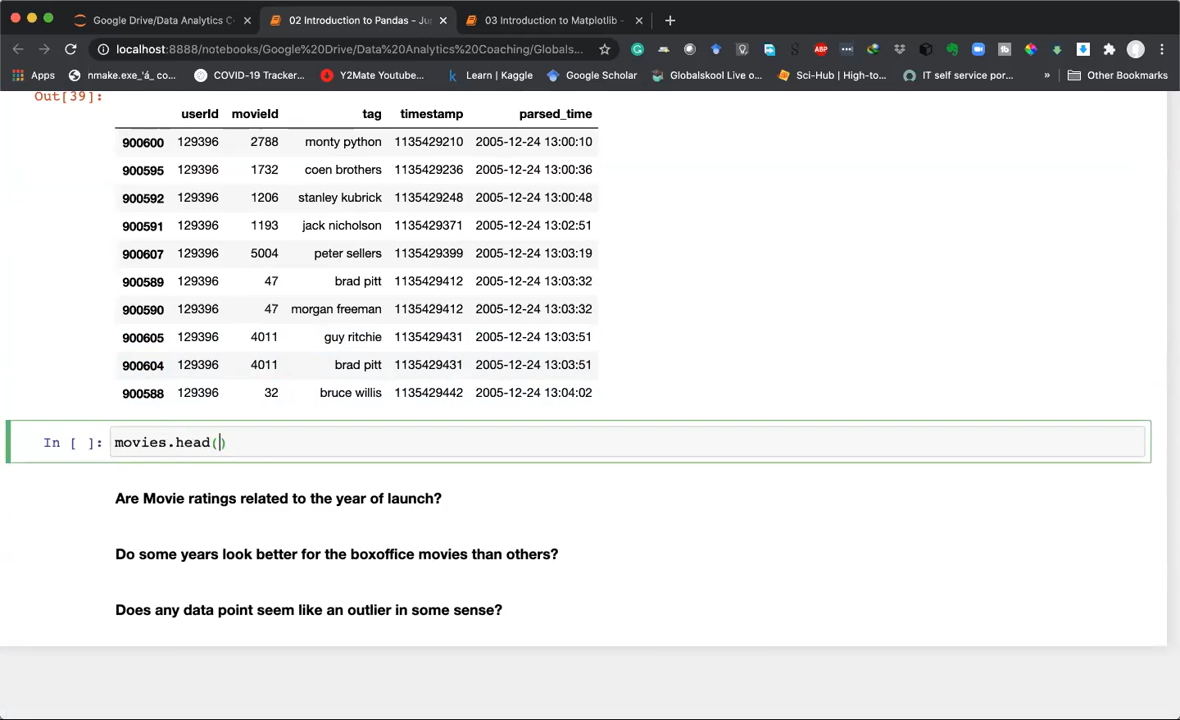 Google Drive/Data Analytics C
02 Introduction to Pandas - Ju
03 Introduction to Matplotlib -
localhost:8888/notebooks/Google%20Drive/Data%20Analytics%20Coaching/Globals...
ABP
Apps
nmake.exe_'á_co...
COVID-19 Tracker...
Y2Mate Youtube...
Learn | Kaggle
Google Scholar
Globalskool Live o...
Sci-Hub | High-to...
IT self service por...
»
Other Bookmarks
Out[39]:
userId movieId tag timestamp parsed_time
900600 129396 2788 monty python 1135429210 2005-12-24 13:00:10
900595 129396 1732 coen brothers 1135429236 2005-12-24 13:00:36
900592 129396 1206 stanley kubrick 1135429248 2005-12-24 13:00:48
900591 129396 1193 jack nicholson 1135429371 2005-12-24 13:02:51
900607 129396 5004 peter sellers 1135429399 2005-12-24 13:03:19
900589 129396 47 brad pitt 1135429412 2005-12-24 13:03:32
900590 129396 47 morgan freeman 1135429412 2005-12-24 13:03:32
900605 129396 4011 guy ritchie 1135429431 2005-12-24 13:03:51
900604 129396 4011 brad pitt 1135429431 2005-12-24 13:03:51
900588 129396 32 bruce willis 1135429442 2005-12-24 13:04:02
In [ ]: movies.head()
Are Movie ratings related to the year of launch?
Do some years look better for the boxoffice movies than others?
Does any data point seem like an outlier in some sense?